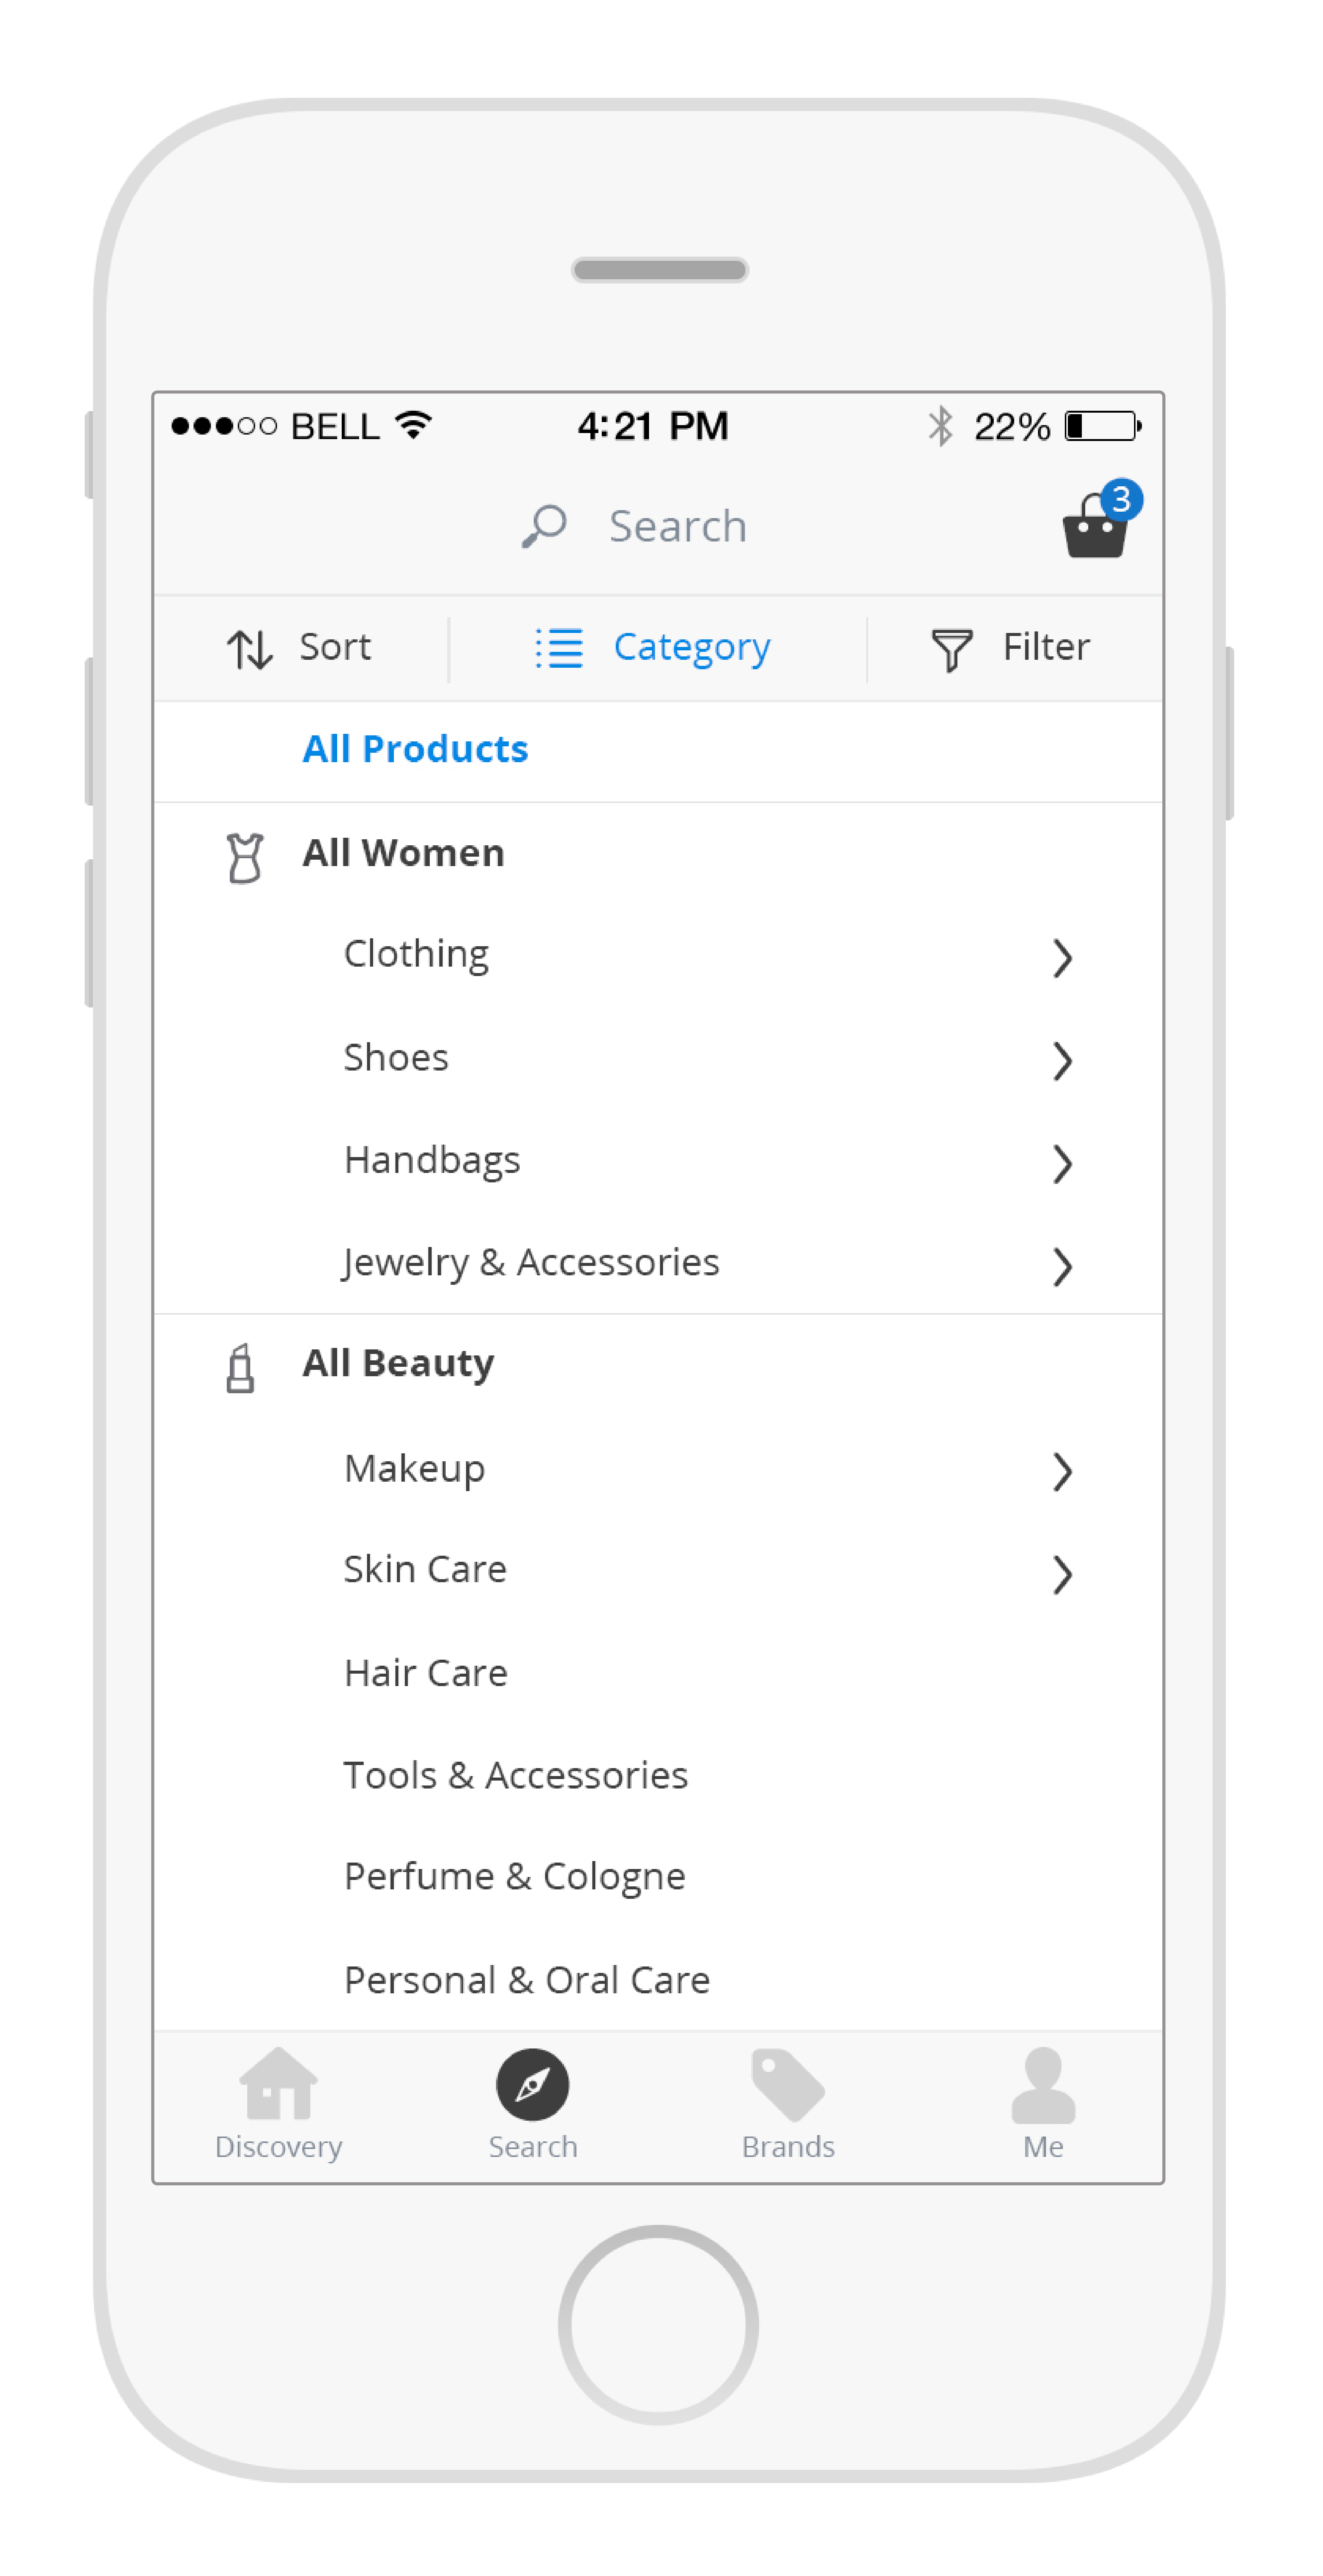 BELL 4:21 PM 22%
Search 3
Sort Category Filter
All Products
All Women
Clothing
Shoes
Handbags
Jewelry & Accessories
All Beauty
Makeup
Skin Care
Hair Care
Tools & Accessories
Perfume & Cologne
Personal & Oral Care
Discovery Search Brands Me